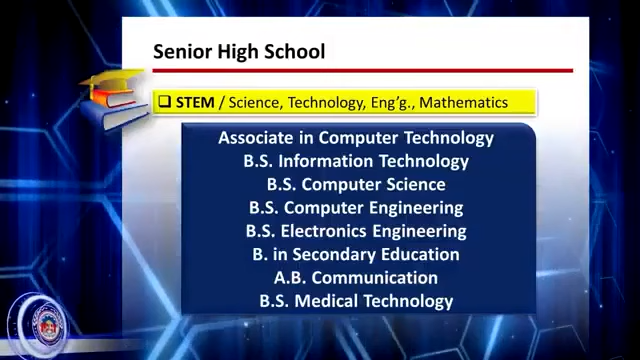 Senior High School
❑ STEM / Science, Technology, Eng'g., Mathematics
Associate in Computer Technology
B.S. Information Technology
B.S. Computer Science
B.S. Computer Engineering
B.S. Electronics Engineering
B. in Secondary Education
A.B. Communication
B.S. Medical Technology